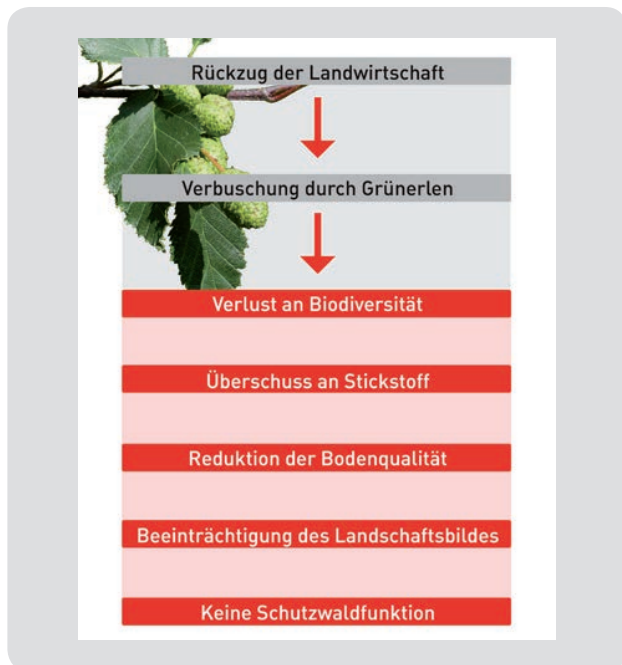 Rückzug der Landwirtschaft
Verbuschung durch Grünerlen
Verlust an Biodiversität
Überschuss an Stickstoff
Reduktion der Bodenqualität
Beeinträchtigung des Landschaftsbildes
Keine Schutzwaldfunktion